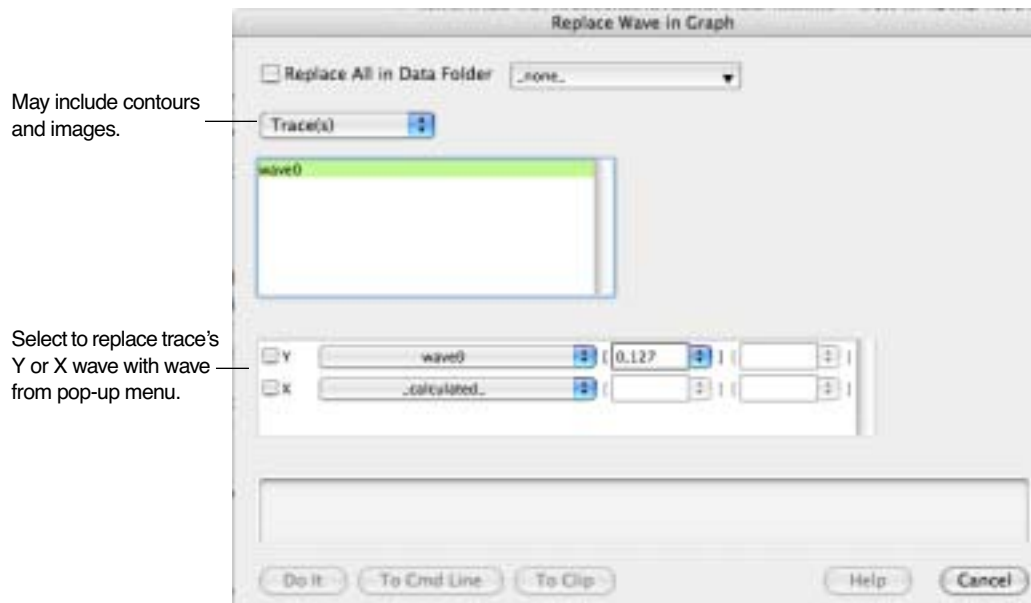 Replace Wave in Graph
Replace All in Data Folder _none_
May include contours
and images.
Trace(s)
wave0
Select to replace trace's
Y or X wave with wave
from pop-up menu.
Y wave0 [ 0,127 ] [ ]
X _calculated_ [ ] [ ]
Do It To Cmd Line To Clip Help Cancel